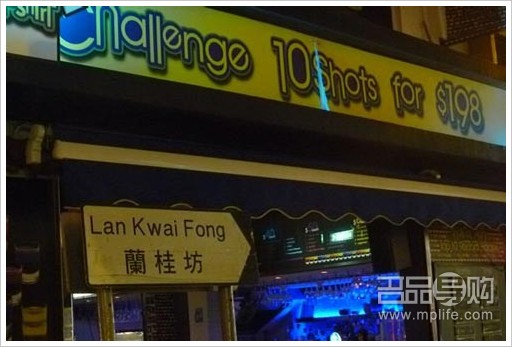 Challenge 10 Shots for $198
Lan Kwai Fong
蘭桂坊
名品导购
www.mplife.com